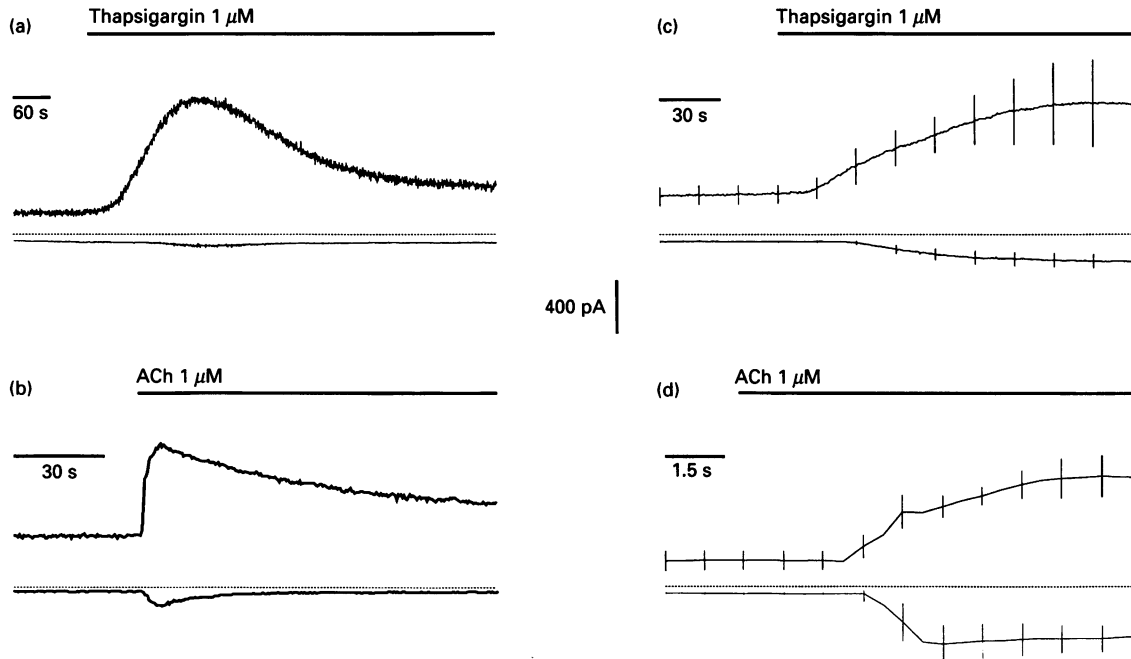 (a)
Thapsigargin 1 μM
60 s
(c)
Thapsigargin 1 μM
30 s
400 pA
(b)
ACh 1 μM
30 s
(d)
ACh 1 μM
1.5 s